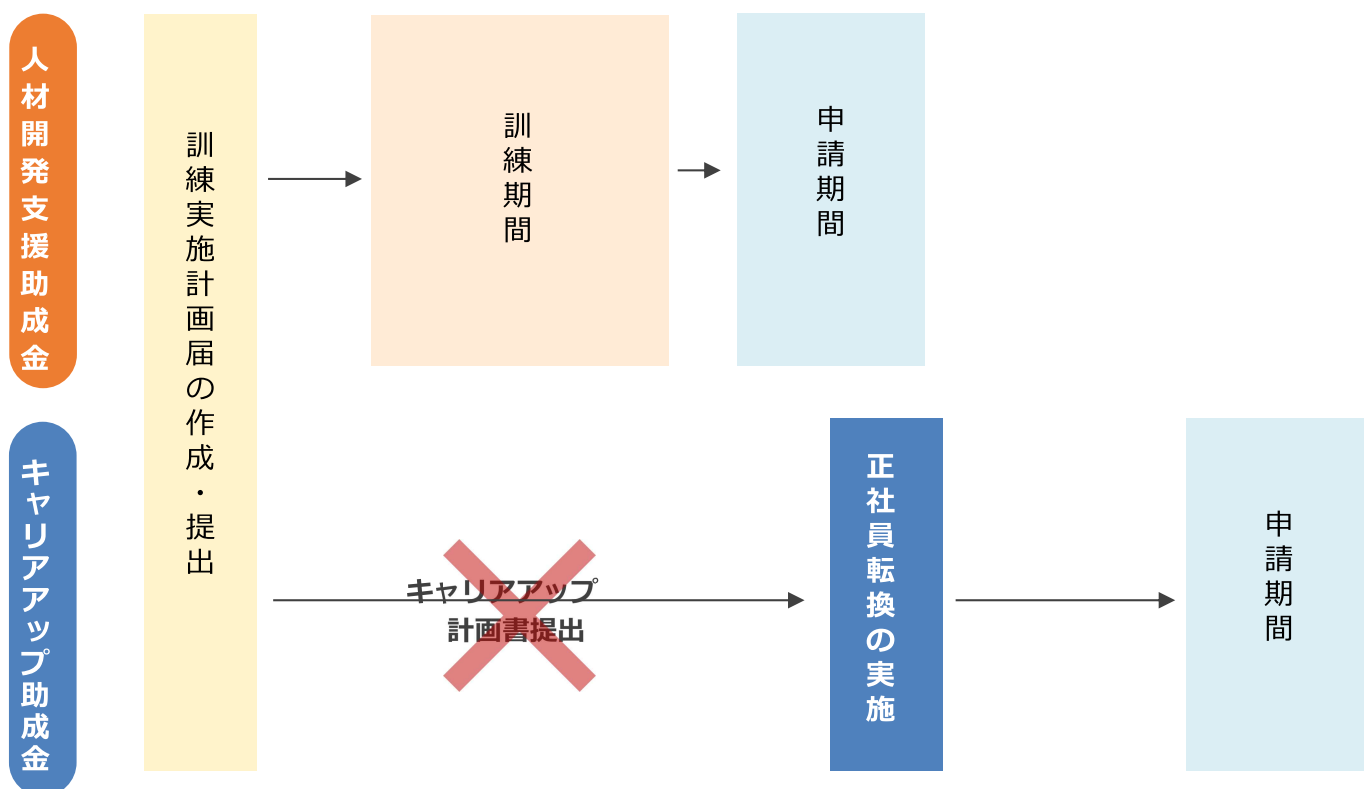 人材開発支援助成金
訓練実施計画届の作成・提出
訓練期間
申請期間
キャリアアップ助成金
キャリアアップ
計画書提出
正社員転換の実施
申請期間